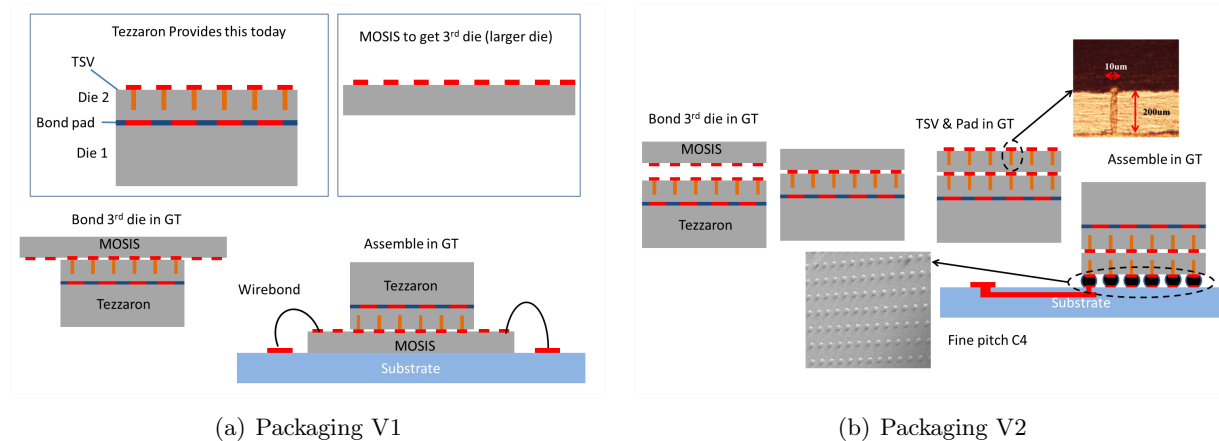 Tezzaron Provides this today
TSV
Die 2
Bond pad
Die 1
MOSIS to get 3rd die (larger die)
Bond 3rd die in GT
MOSIS
Tezzaron
Assemble in GT
Wirebond
Tezzaron
MOSIS
Substrate
(a) Packaging V1
Bond 3rd die in GT
MOSIS
Tezzaron
TSV & Pad in GT
10um
200um
Assemble in GT
Substrate
Fine pitch C4
(b) Packaging V2